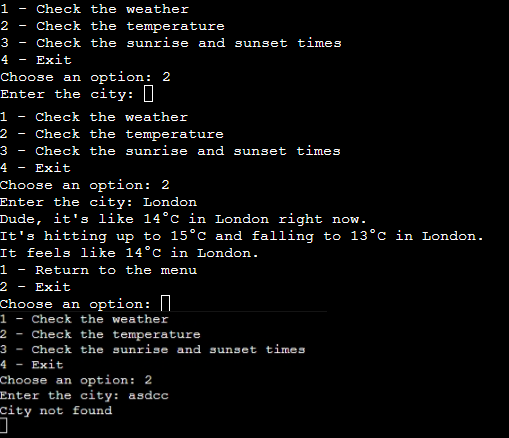 1 - Check the weather
2 - Check the temperature
3 - Check the sunrise and sunset times
4 - Exit
Choose an option: 2
Enter the city:
1 - Check the weather
2 - Check the temperature
3 - Check the sunrise and sunset times
4 - Exit
Choose an option: 2
Enter the city: London
Dude, it's like 14°C in London right now.
It's hitting up to 15°C and falling to 13°C in London.
It feels like 14°C in London.
1 - Return to the menu
2 - Exit
Choose an option:
1 - Check the weather
2 - Check the temperature
3 - Check the sunrise and sunset times
4 - Exit
Choose an option: 2
Enter the city: asdcc
City not found